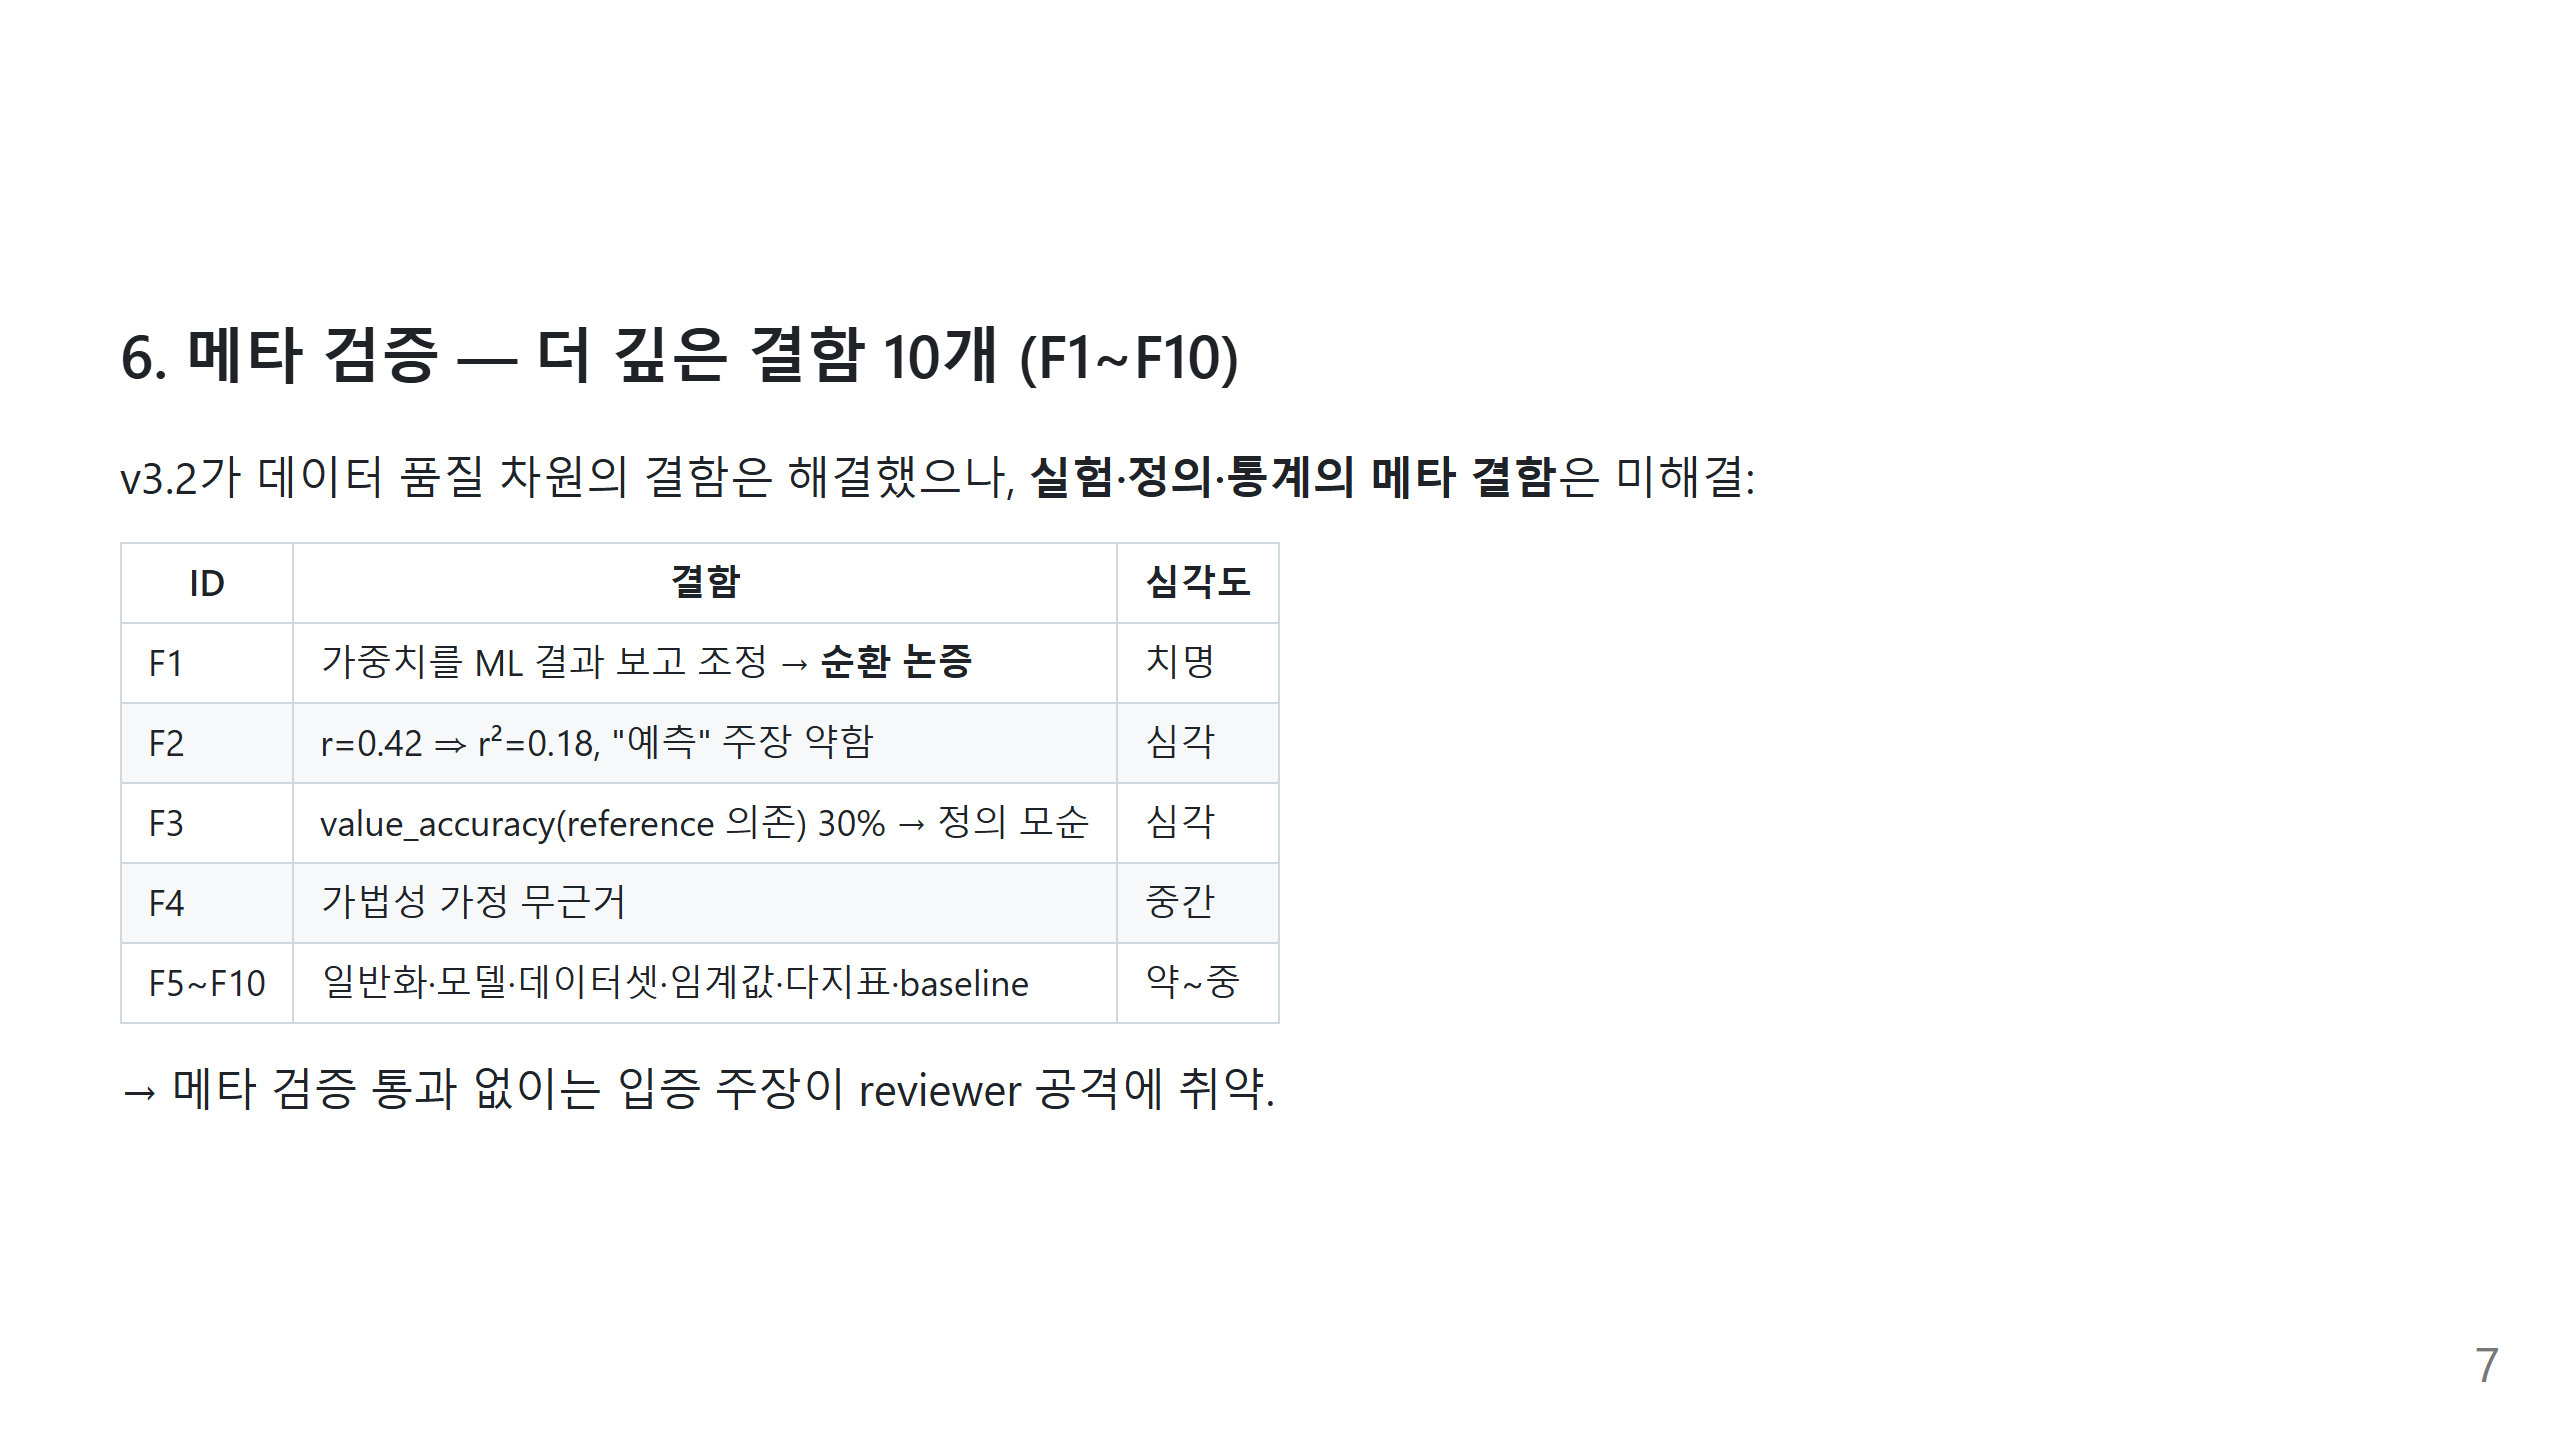 6. 메타 검증 — 더 깊은 결함 10개 (F1~F10)
v3.2가 데이터 품질 차원의 결함은 해결했으나, 실험·정의·통계의 메타 결함은 미해결:
ID 결함 심각도
F1 가중치를 ML 결과 보고 조정 → 순환 논증 치명
F2 r=0.42 ⇒ r²=0.18, "예측" 주장 약함 심각
F3 value_accuracy(reference 의존) 30% → 정의 모순 심각
F4 가법성 가정 무근거 중간
F5~F10 일반화·모델·데이터셋·임계값·다지표·baseline 약~중
→ 메타 검증 통과 없이는 입증 주장이 reviewer 공격에 취약.
7